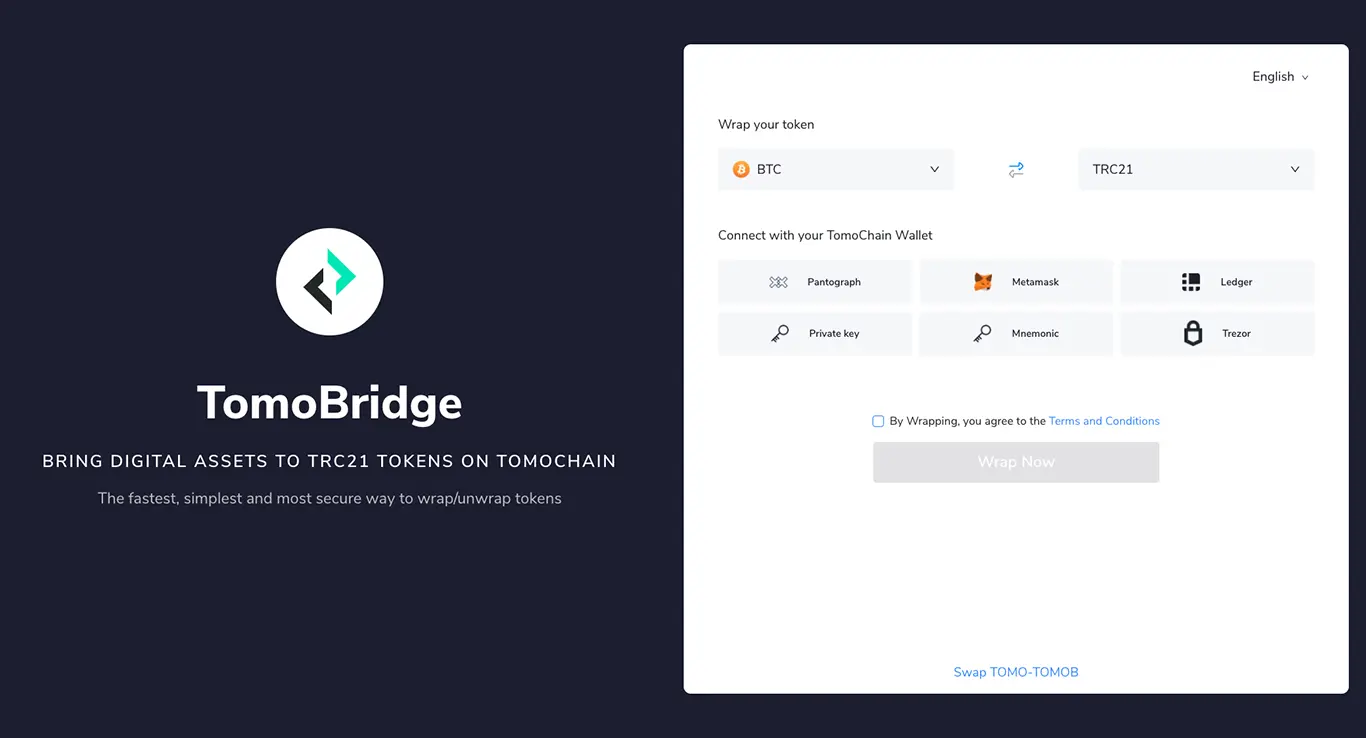 TomoBridge
BRING DIGITAL ASSETS TO TRC21 TOKENS ON TOMOCHAIN
The fastest, simplest and most secure way to wrap/unwrap tokens
English
Wrap your token
BTC
TRC21
Connect with your TomoChain Wallet
Pantograph
Metamask
Ledger
Private key
Mnemonic
Trezor
By Wrapping, you agree to the Terms and Conditions
Wrap Now
Swap TOMO-TOMOB